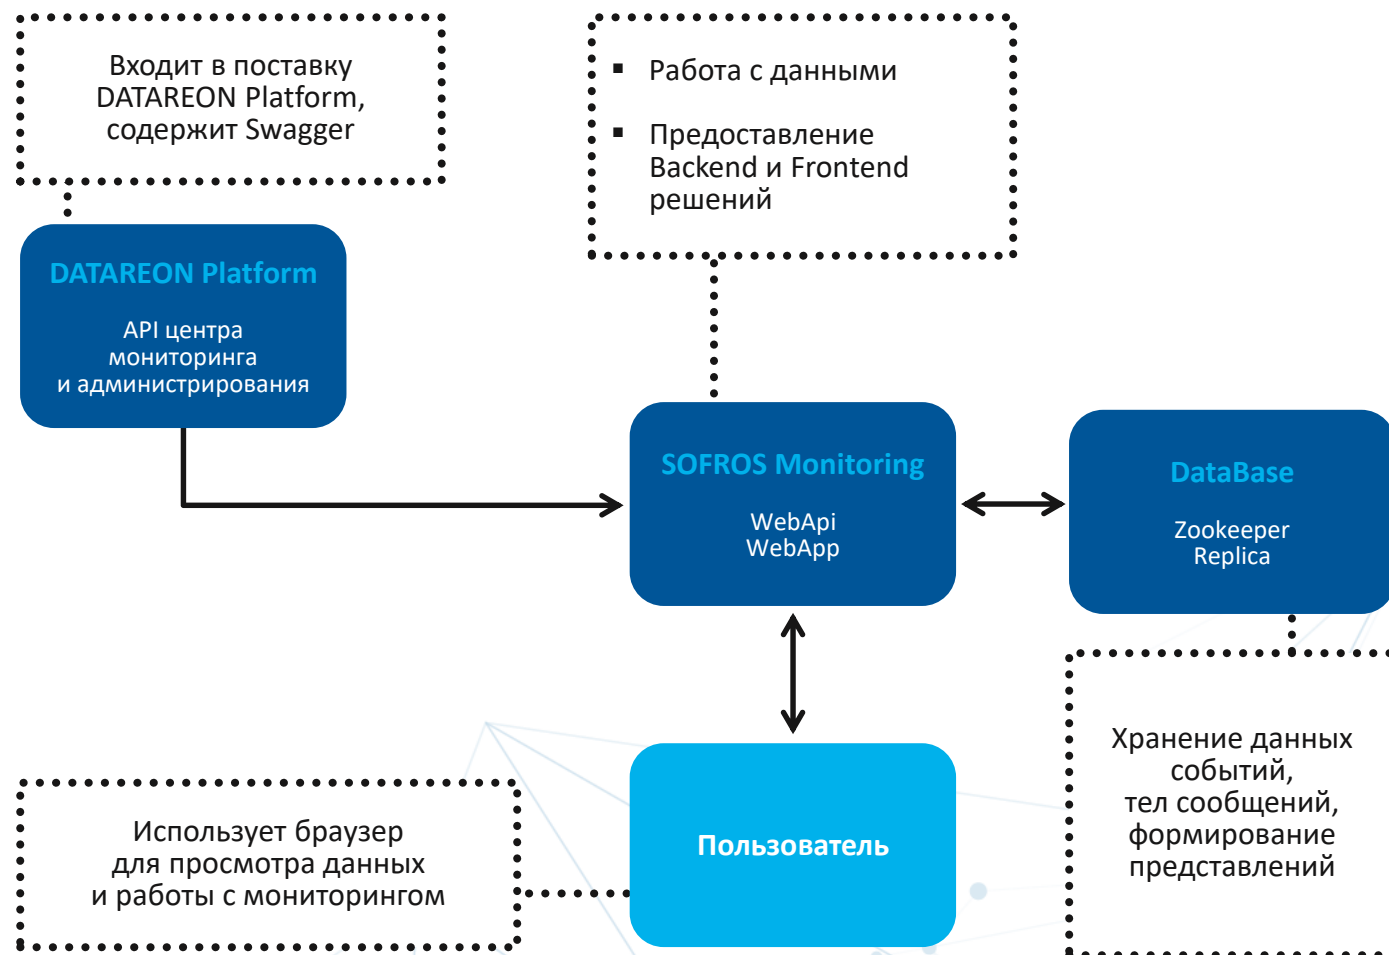 Входит в поставку
DATAREON Platform,
содержит Swagger
▪ Работа с данными
▪ Предоставление
Backend и Frontend
решений
DATAREON Platform
API центра
мониторинга
и администрирования
SOFROS Monitoring
WebApi
WebApp
DataBase
Zookeeper
Replica
Хранение данных
событий,
тел сообщений,
формирование
представлений
Использует браузер
для просмотра данных
и работы с мониторингом
Пользователь